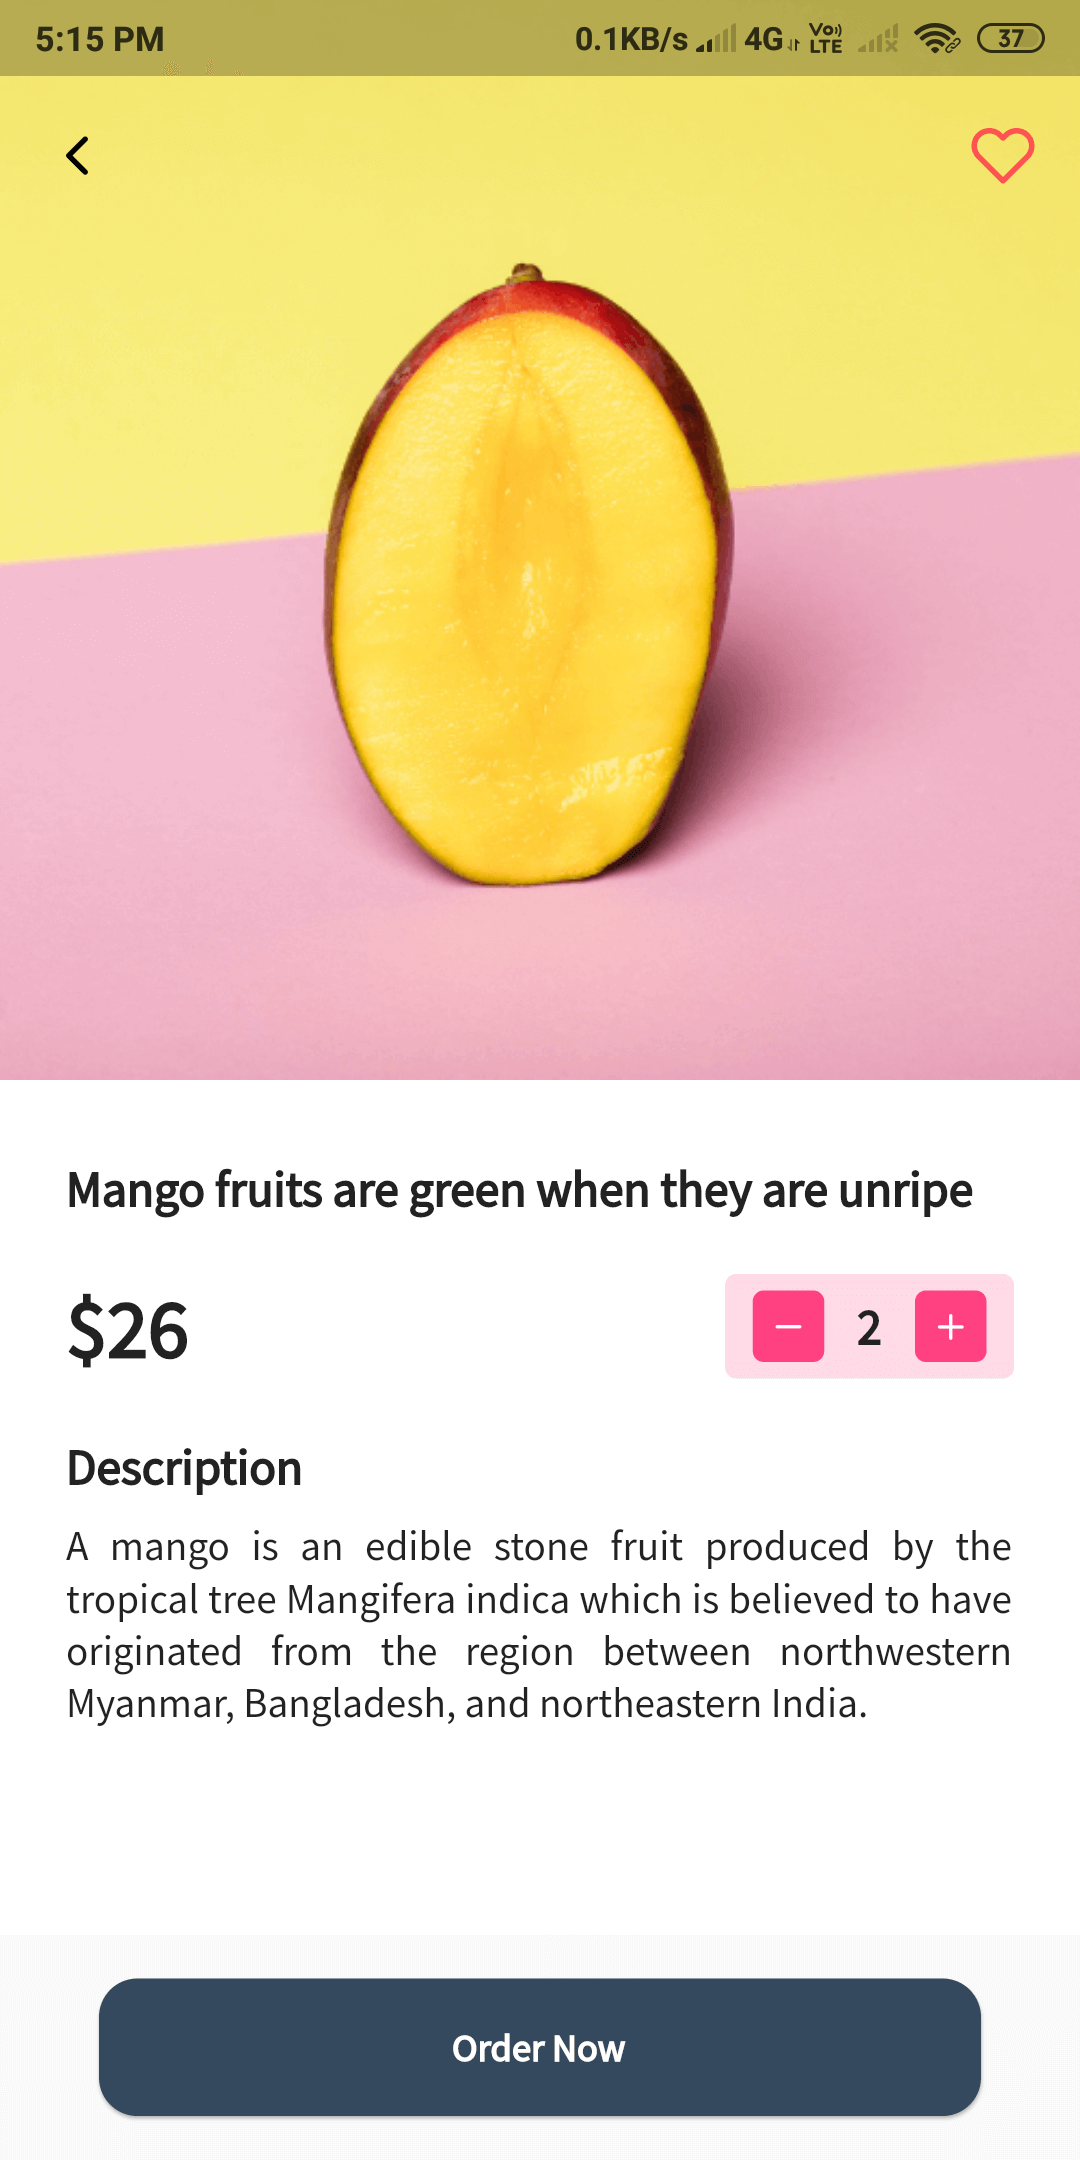 5:15 PM 0.1KB/s 4G Vo LTE 37
Mango fruits are green when they are unripe
$26
2
Description
A mango is an edible stone fruit produced by the
tropical tree Mangifera indica which is believed to have
originated from the region between northwestern
Myanmar, Bangladesh, and northeastern India.
Order Now